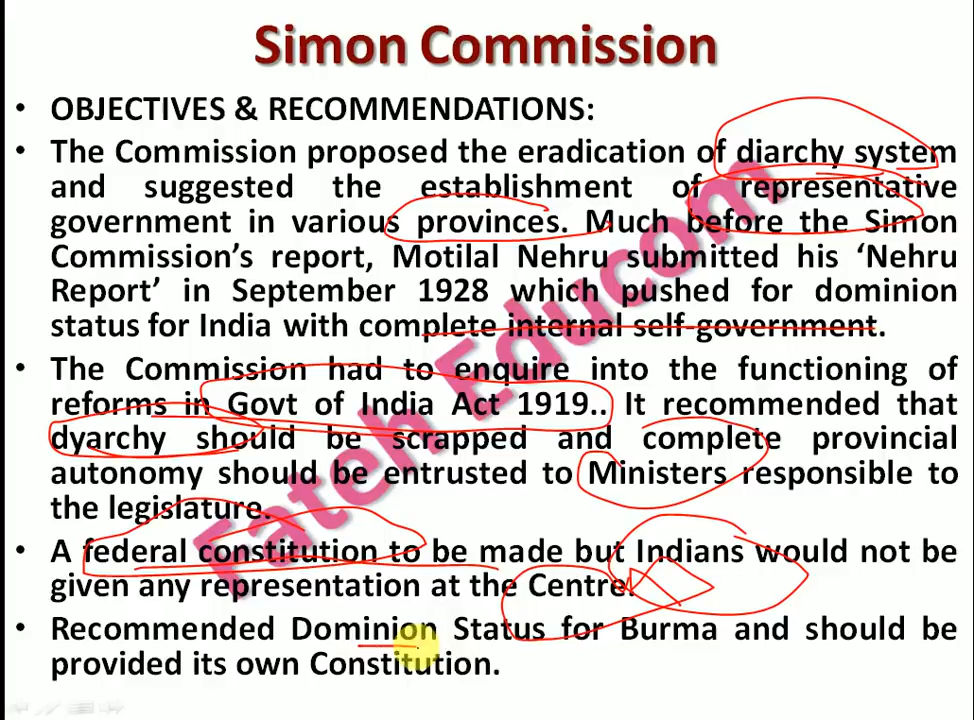 Simon Commission
• OBJECTIVES & RECOMMENDATIONS:
• The Commission proposed the eradication of diarchy system
and suggested the establishment of representative
government in various provinces. Much before the Simon
Commission's report, Motilal Nehru submitted his 'Nehru
Report' in September 1928 which pushed for dominion
status for India with complete internal self-government.
• The Commission had to enquire into the functioning of
reforms in Govt of India Act 1919.. It recommended that
dyarchy should be scrapped and complete provincial
autonomy should be entrusted to Ministers responsible to
the legislature.
• A federal constitution to be made but Indians would not be
given any representation at the Centre.
• Recommended Dominion Status for Burma and should be
provided its own Constitution.
Fateh Educom